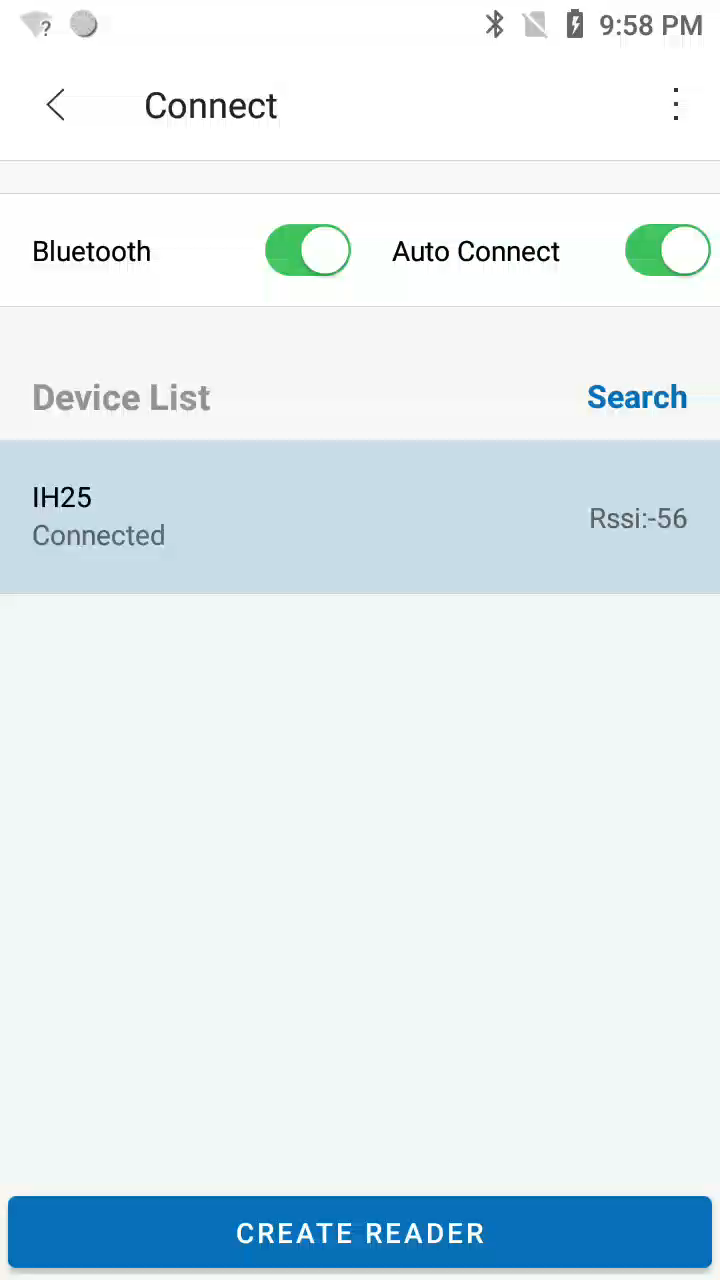 9:58 PM
Connect
Bluetooth
Auto Connect
Device List
Search
IH25
Connected
Rssi:-56
CREATE READER